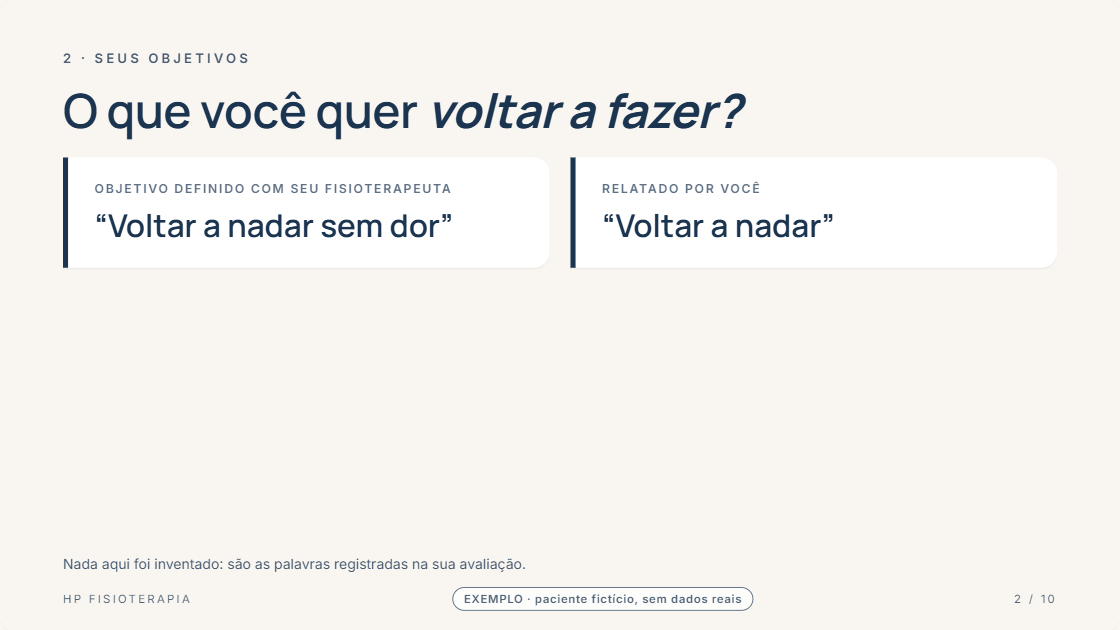 2 · SEUS OBJETIVOS
O que você quer voltar a fazer?
OBJETIVO DEFINIDO COM SEU FISIOTERAPEUTA
“Voltar a nadar sem dor”
RELATADO POR VOCÊ
“Voltar a nadar”
Nada aqui foi inventado: são as palavras registradas na sua avaliação.
HP FISIOTERAPIA
EXEMPLO · paciente fictício, sem dados reais
2 / 10